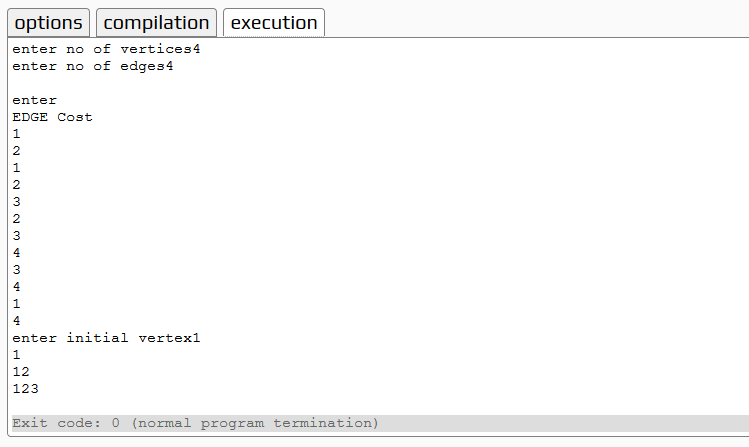 options compilation execution
enter no of vertices4
enter no of edges4
enter
EDGE Cost
1
2
1
2
3
2
3
4
3
4
1
4
enter initial vertex1
1
12
123
Exit code: 0 (normal program termination)